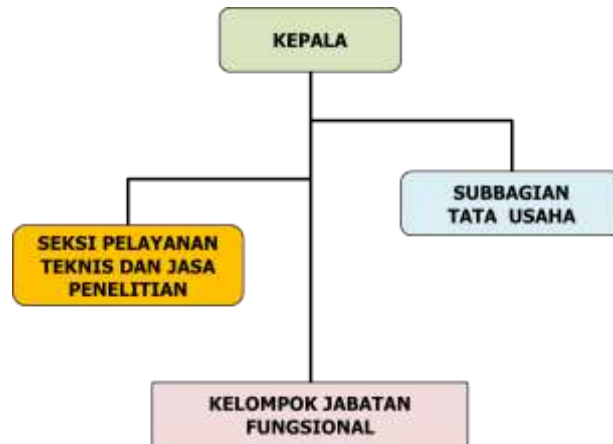 KEPALA
SUBBAGIAN
TATA USAHA
SEKSI PELAYANAN
TEKNIS DAN JASA
PENELITIAN
KELOMPOK JABATAN
FUNGSIONAL